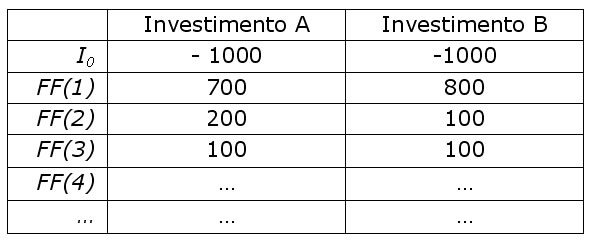 Investimento A Investimento B
I0 - 1000 -1000
FF(1) 700 800
FF(2) 200 100
FF(3) 100 100
FF(4) ... ...
... ... ...